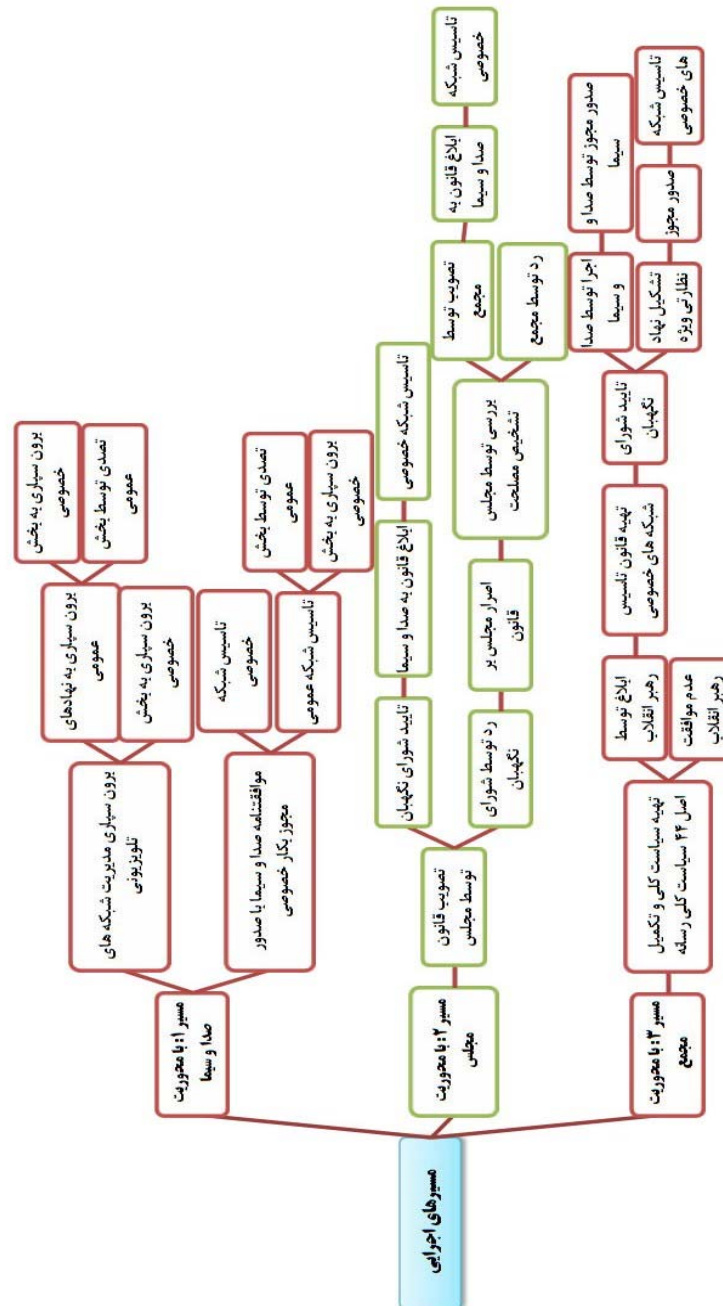 مسیرهای اجرایی
مسیر ۱: با محوریت
صدا و سیما
برون سپاری مدیریت شبکه های
تلویزیونی
برون سپاری به نهادهای
عمومی
برون سپاری به بخش
خصوصی
تصدی توسط بخش
عمومی
برون سپاری به بخش
خصوصی
موافقتنامه صدا و سیما با صدور
مجوز بکار خصوصی
تاسیس شبکه
خصوصی
تاسیس شبکه عمومی
تصدی توسط بخش
عمومی
برون سپاری به بخش
خصوصی
مسیر ۲: با محوریت
مجلس
تصویب قانون
توسط مجلس
تایید شورای نگهبان
ابلاغ قانون به صدا و سیما
تاسیس شبکه خصوصی
رد توسط شورای
نگهبان
اصرار مجلس بر
قانون
بررسی توسط مجلس
تشخیص مصلحت
تصویب توسط
مجمع
ابلاغ قانون به
صدا و سیما
تاسیس شبکه
خصوصی
رد توسط مجمع
مسیر ۳: با محوریت
مجمع
تهیه سیاست کلی و تکمیل
اصل ۴۴ سیاست کلی رسانه
ابلاغ توسط
رهبر انقلاب
تهیه قانون تاسیس
شبکه های خصوصی
تایید شورای
نگهبان
اجرا توسط صدا
و سیما
صدور مجوز توسط صدا و
سیما
تشکیل نهاد
نظارتی ویژه
صدور مجوز
تاسیس شبکه
های خصوصی
عدم موافقت
رهبر انقلاب